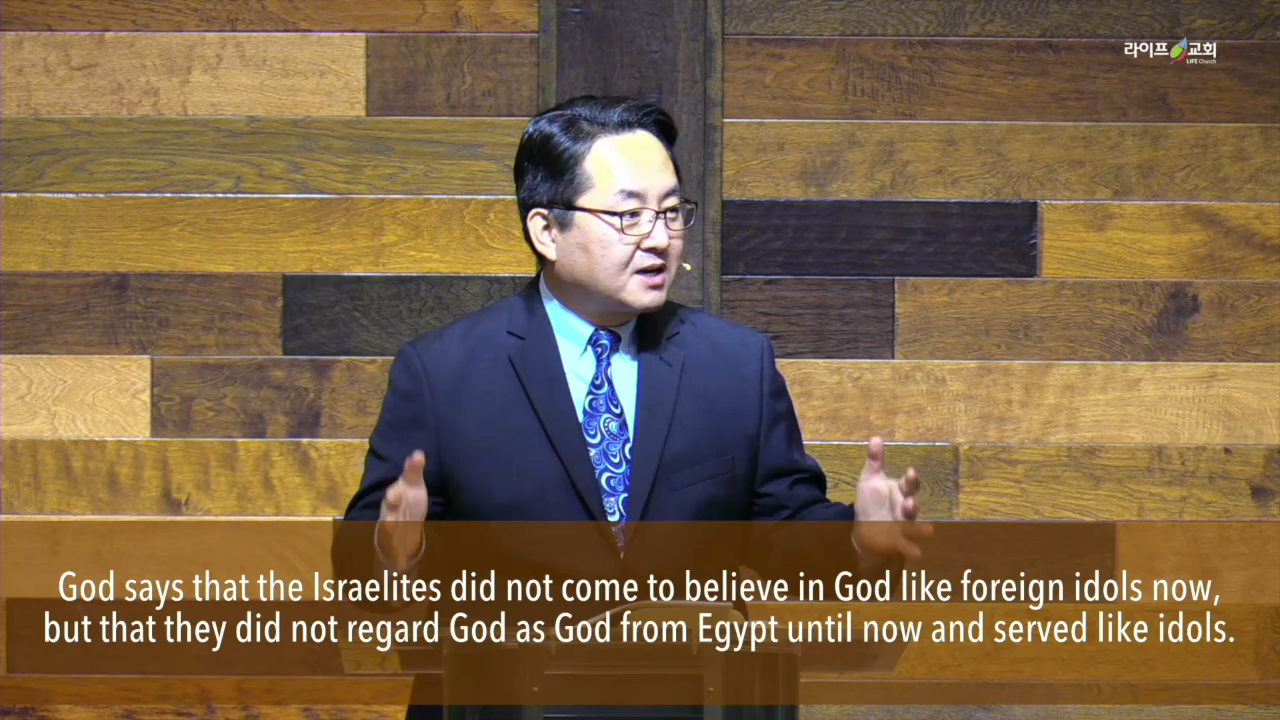 라이프 교회
LIFE Church
God says that the Israelites did not come to believe in God like foreign idols now,
but that they did not regard God as God from Egypt until now and served like idols.